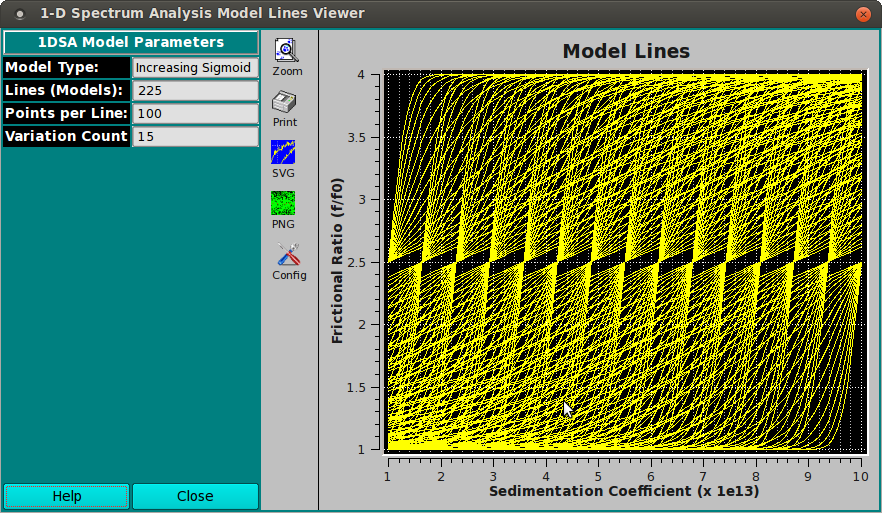 1-D Spectrum Analysis Model Lines Viewer
1DSA Model Parameters
Model Type: Increasing Sigmoid
Lines (Models): 225
Points per Line: 100
Variation Count 15
Help
Close
Zoom
Print
SVG
PNG
Config
Model Lines
Frictional Ratio (f/f0)
4
3.5
3
2.5
2
1.5
1
1 2 3 4 5 6 7 8 9 10
Sedimentation Coefficient (x 1e13)